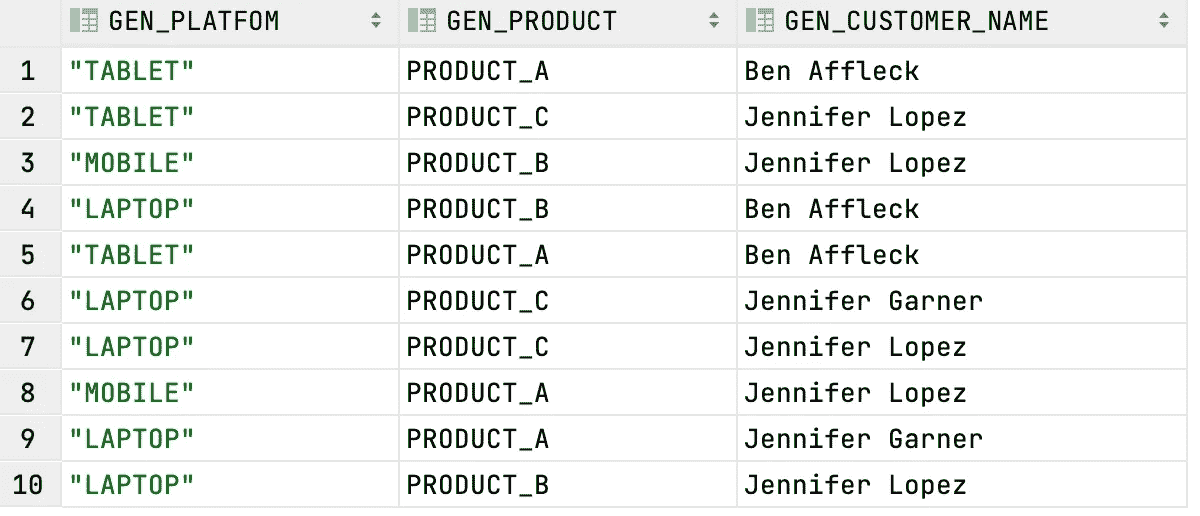 GEN_PLATFOM GEN_PRODUCT GEN_CUSTOMER_NAME
1 "TABLET" PRODUCT_A Ben Affleck
2 "TABLET" PRODUCT_C Jennifer Lopez
3 "MOBILE" PRODUCT_B Jennifer Lopez
4 "LAPTOP" PRODUCT_B Ben Affleck
5 "TABLET" PRODUCT_A Ben Affleck
6 "LAPTOP" PRODUCT_C Jennifer Garner
7 "LAPTOP" PRODUCT_C Jennifer Lopez
8 "MOBILE" PRODUCT_A Jennifer Lopez
9 "LAPTOP" PRODUCT_A Jennifer Garner
10 "LAPTOP" PRODUCT_B Jennifer Lopez